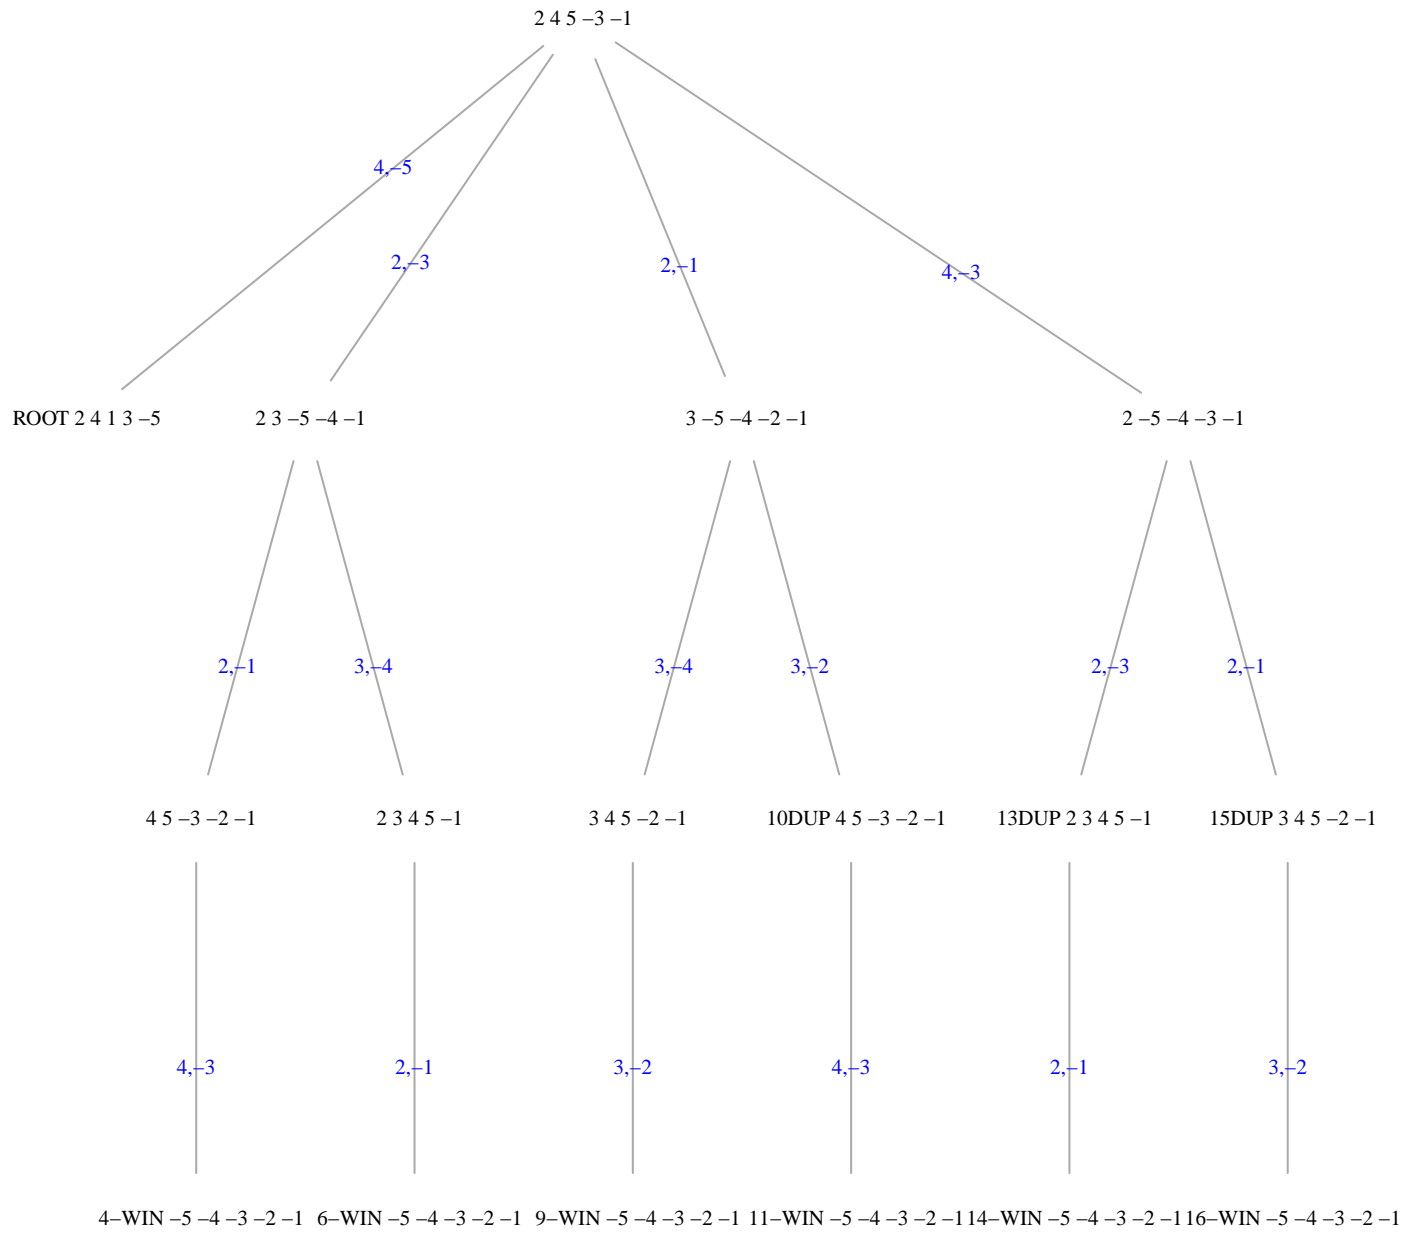 2 4 5 −3 −1
4,−5
2,−3
2,−1
4,−3
ROOT 2 4 1 3 −5
2 3 −5 −4 −1
3 −5 −4 −2 −1
2 −5 −4 −3 −1
2,−1
3,−4
3,−4
3,−2
2,−3
2,−1
4 5 −3 −2 −1
2 3 4 5 −1
3 4 5 −2 −1
10DUP 4 5 −3 −2 −1
13DUP 2 3 4 5 −1
15DUP 3 4 5 −2 −1
4,−3
2,−1
3,−2
4,−3
2,−1
3,−2
4−WIN −5 −4 −3 −2 −1
6−WIN −5 −4 −3 −2 −1
9−WIN −5 −4 −3 −2 −1
11−WIN −5 −4 −3 −2 −1
14−WIN −5 −4 −3 −2 −1
16−WIN −5 −4 −3 −2 −1